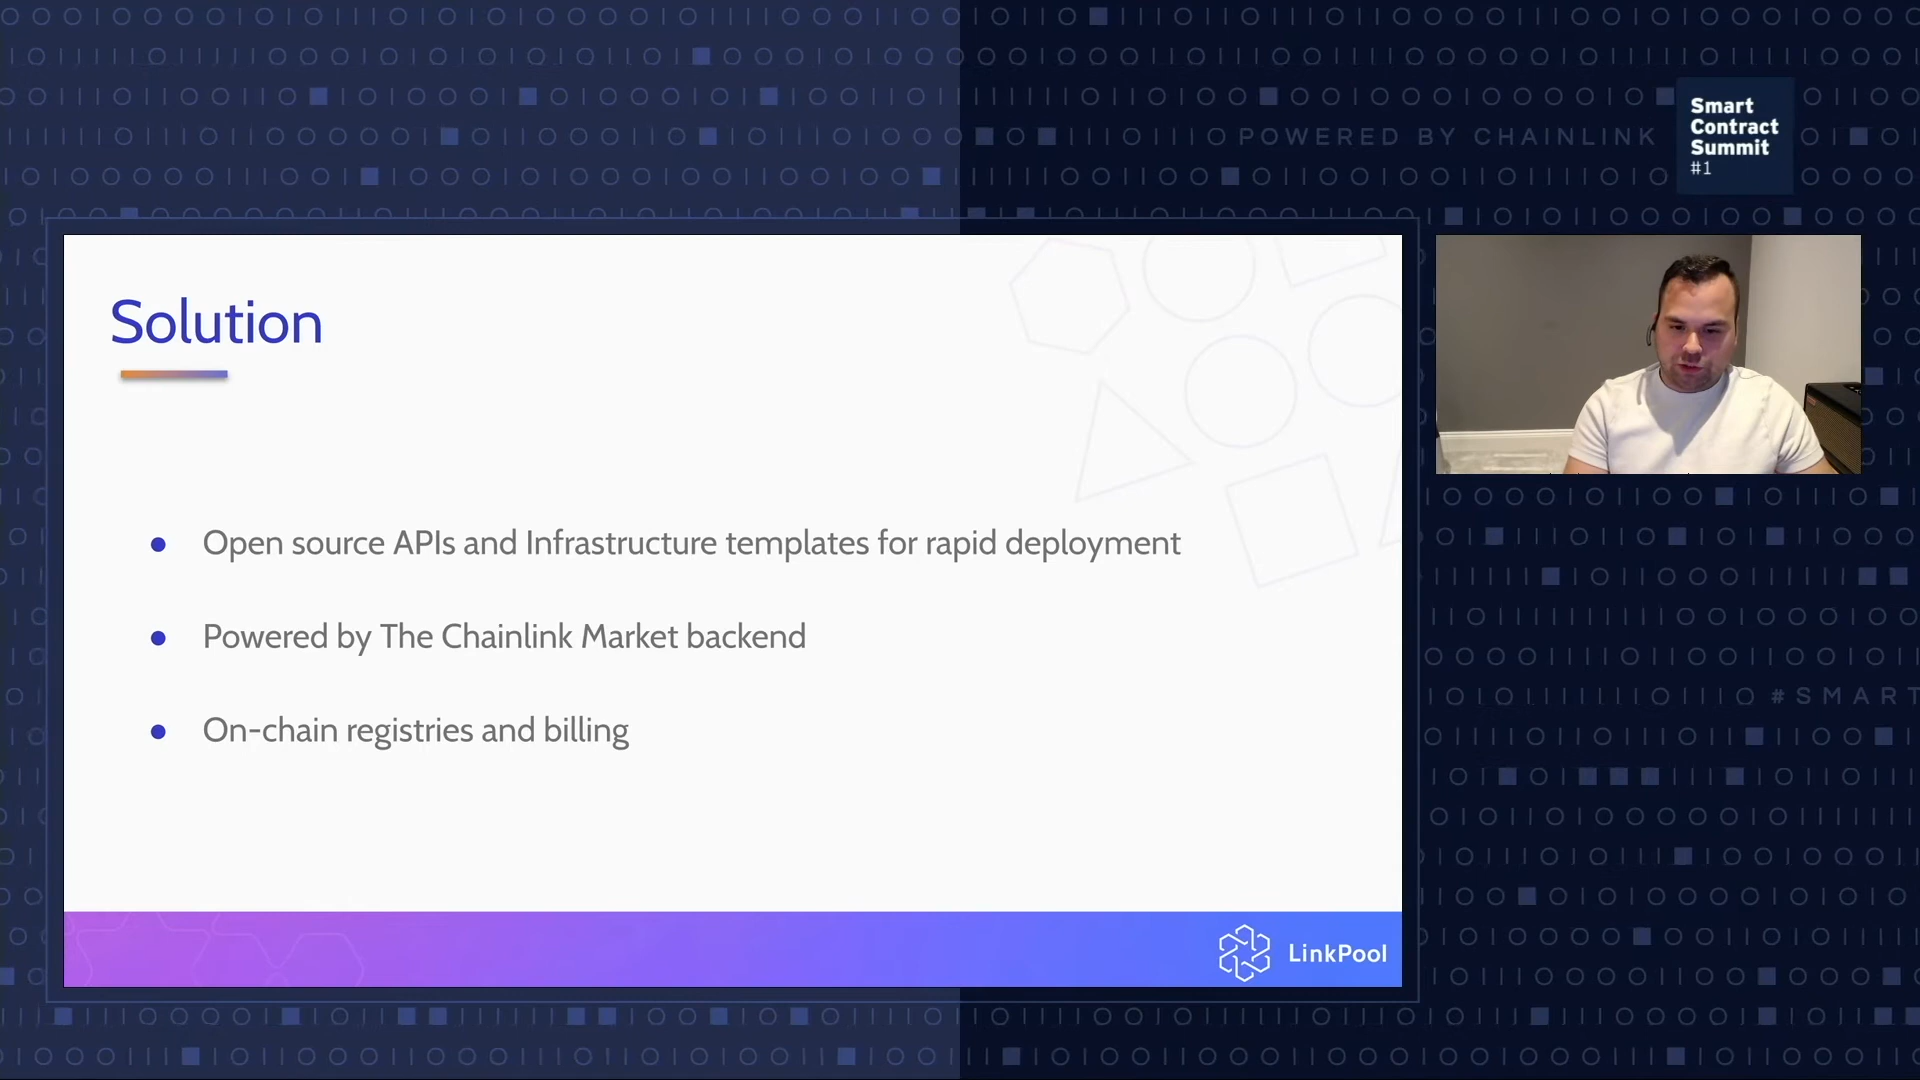 POWERED BY CHAINLINK
Smart
Contract
Summit
#1
Solution
Open source APIs and Infrastructure templates for rapid deployment
Powered by The Chainlink Market backend
On-chain registries and billing
#SMART
LinkPool